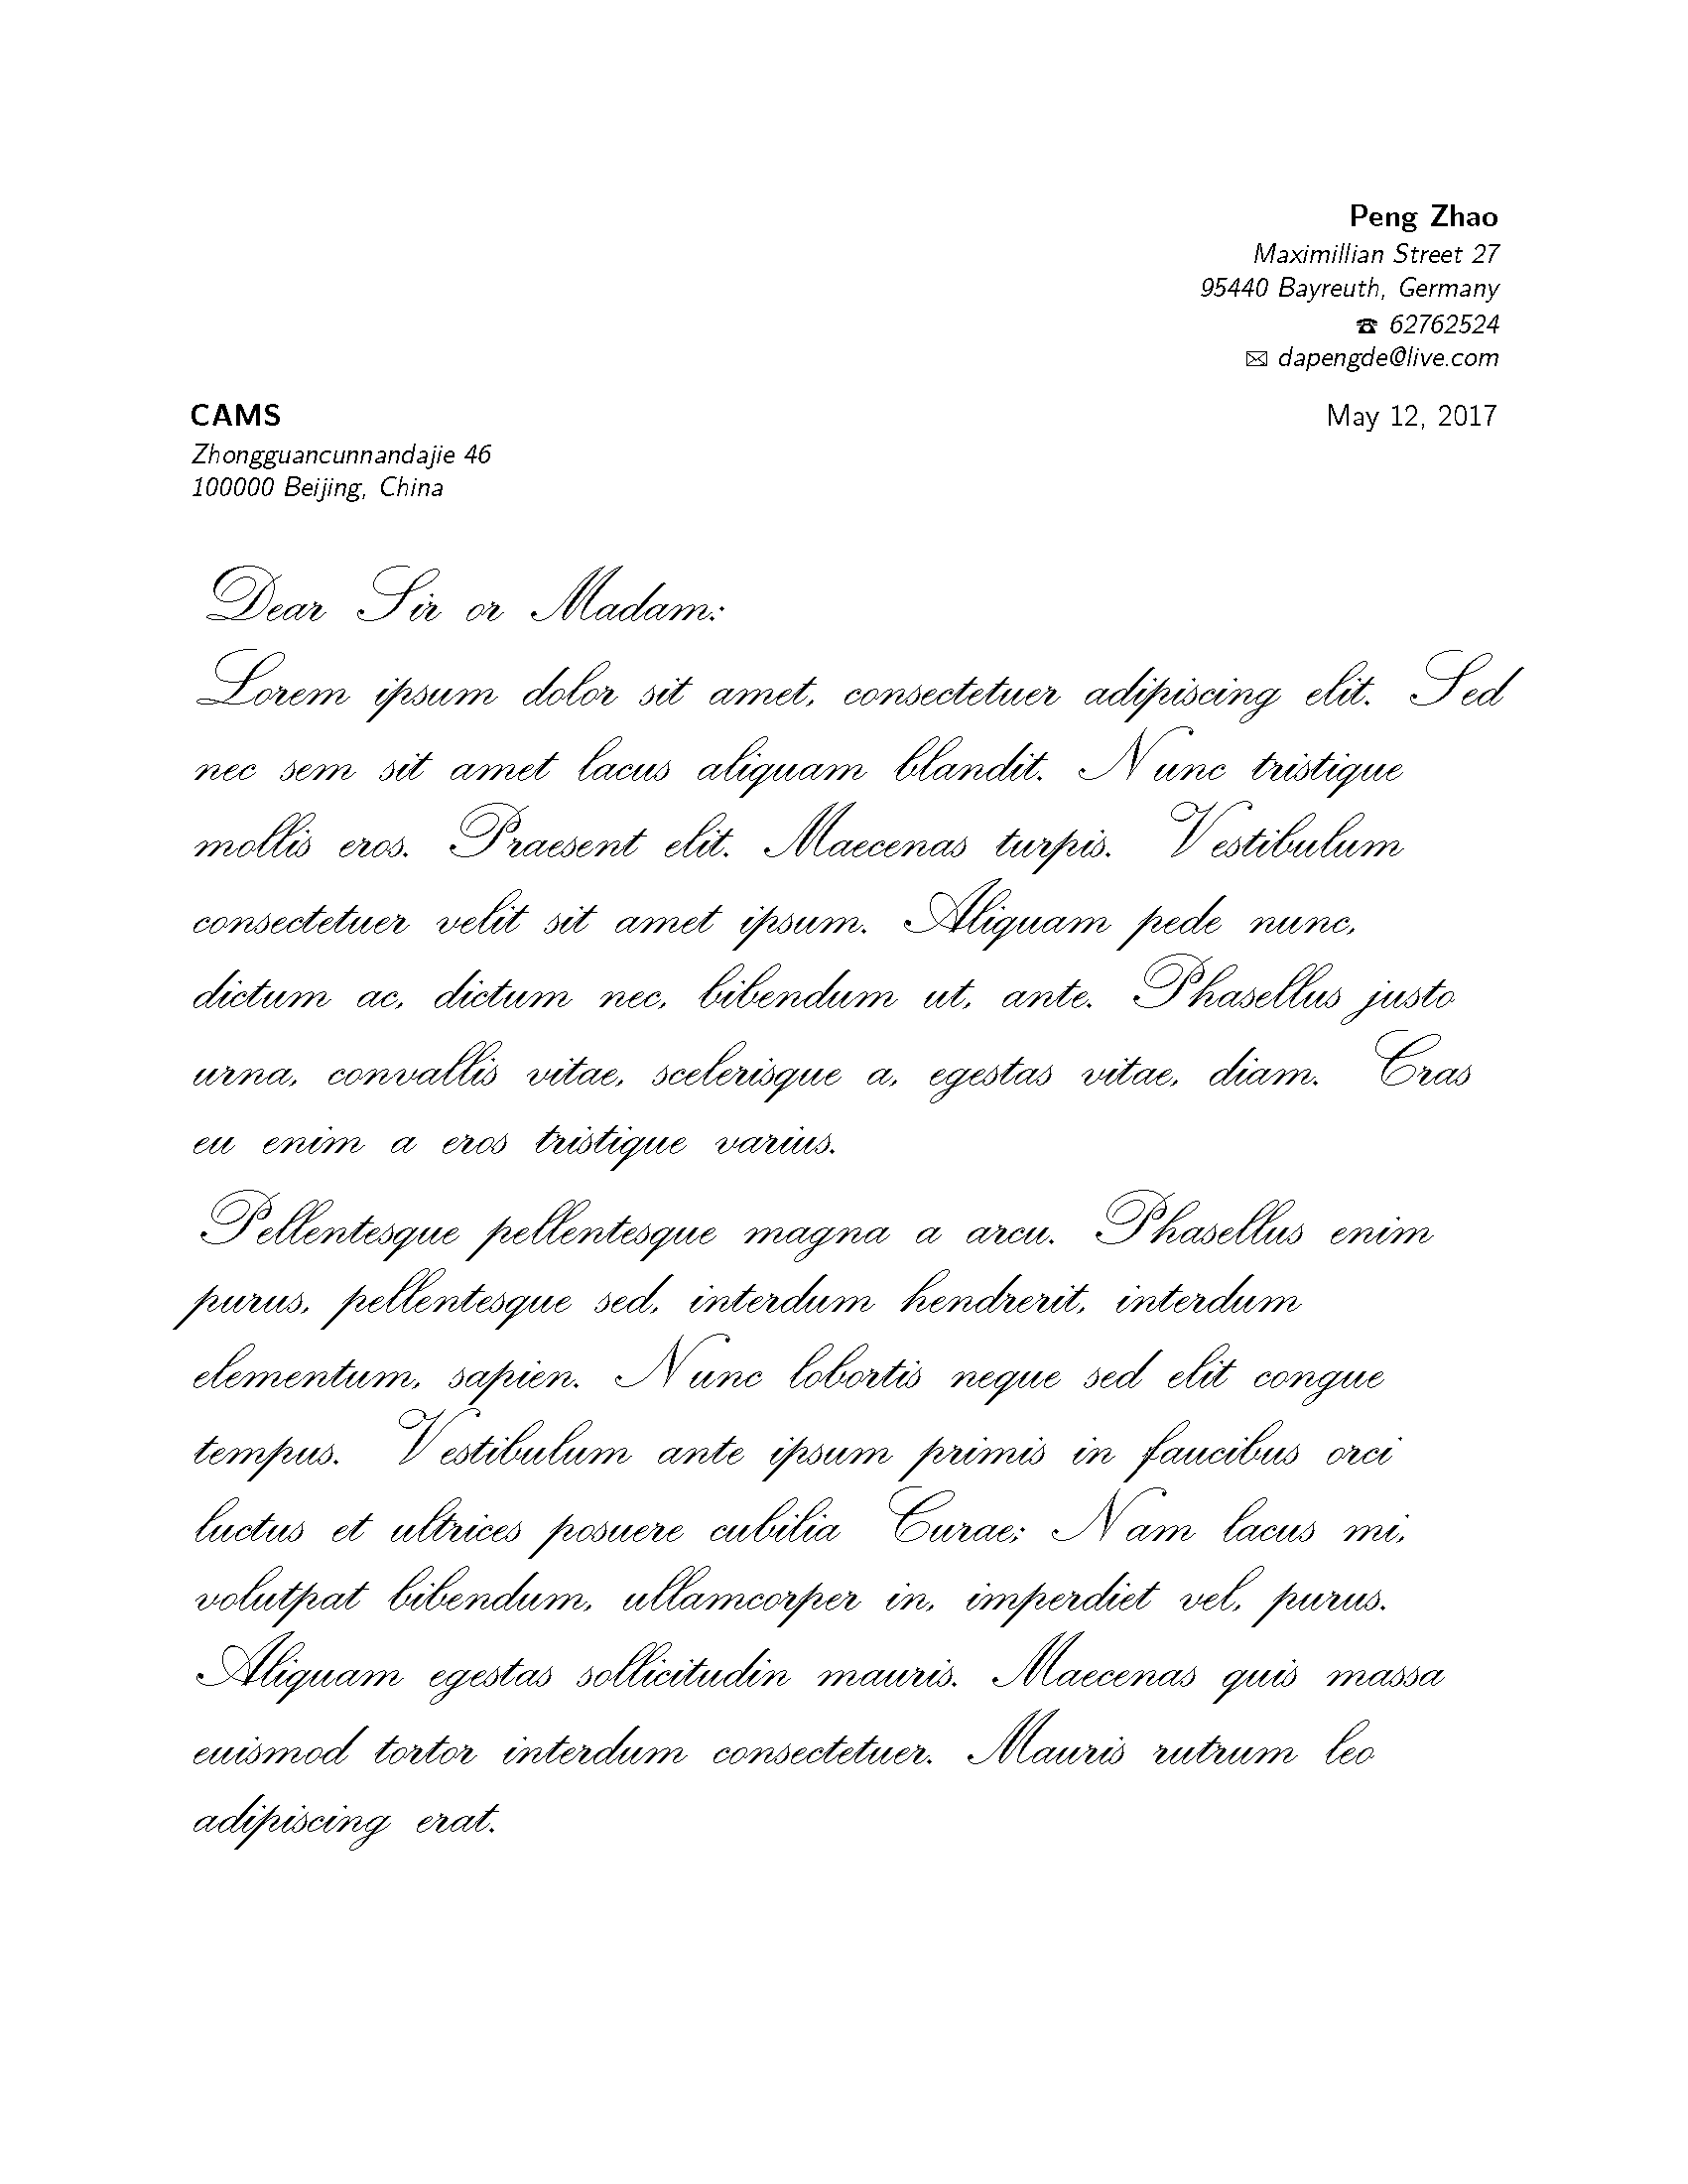 Peng Zhao
Maximillian Street 27
95440 Bayreuth, Germany
☎ 62762524
✉ dapengde@live.com
CAMS
May 12, 2017
Zhongguancunnandajie 46
100000 Beijing, China
Dear Sir or Madam:
Lorem ipsum dolor sit amet, consectetuer adipiscing elit. Sed
nec sem sit amet lacus aliquam blandit. Nunc tristique
mollis eros. Praesent elit. Maecenas turpis. Vestibulum
consectetuer velit sit amet ipsum. Aliquam pede nunc,
dictum ac, dictum nec, bibendum ut, ante. Phasellus justo
urna, convallis vitae, scelerisque a, egestas vitae, diam. Cras
eu enim a eros tristique varius.
Pellentesque pellentesque magna a arcu. Phasellus enim
purus, pellentesque sed, interdum hendrerit, interdum
elementum, sapien. Nunc lobortis neque sed elit congue
tempus. Vestibulum ante ipsum primis in faucibus orci
luctus et ultrices posuere cubilia Curae; Nam lacus mi,
volutpat bibendum, ullamcorper in, imperdiet vel, purus.
Aliquam egestas sollicitudin mauris. Maecenas quis massa
euismod tortor interdum consectetuer. Mauris rutrum leo
adipiscing erat.